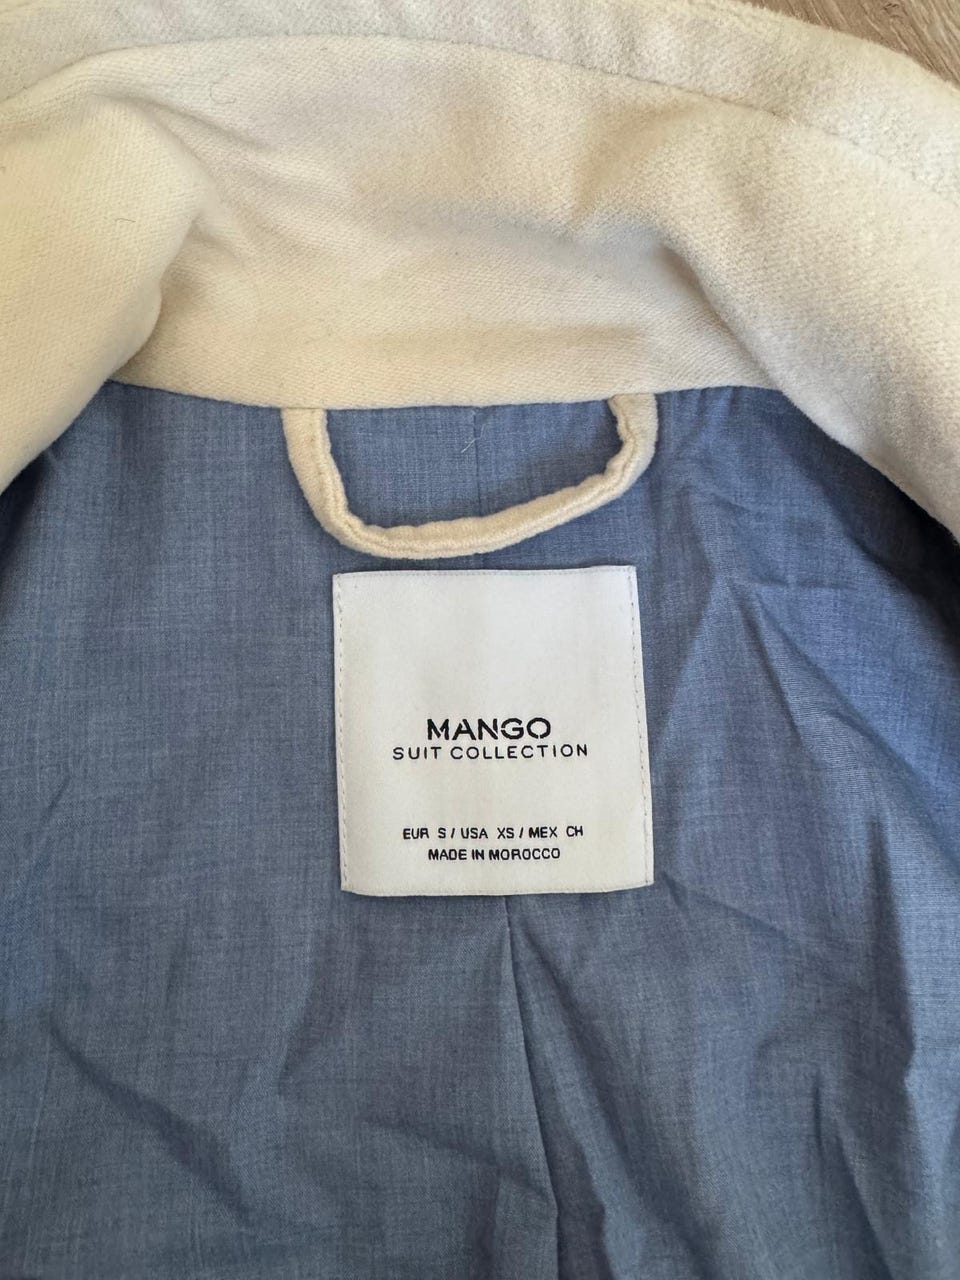 MANGO
SUIT COLLECTION
EUR S / USA XS / MEX CH
MADE IN MOROCCO